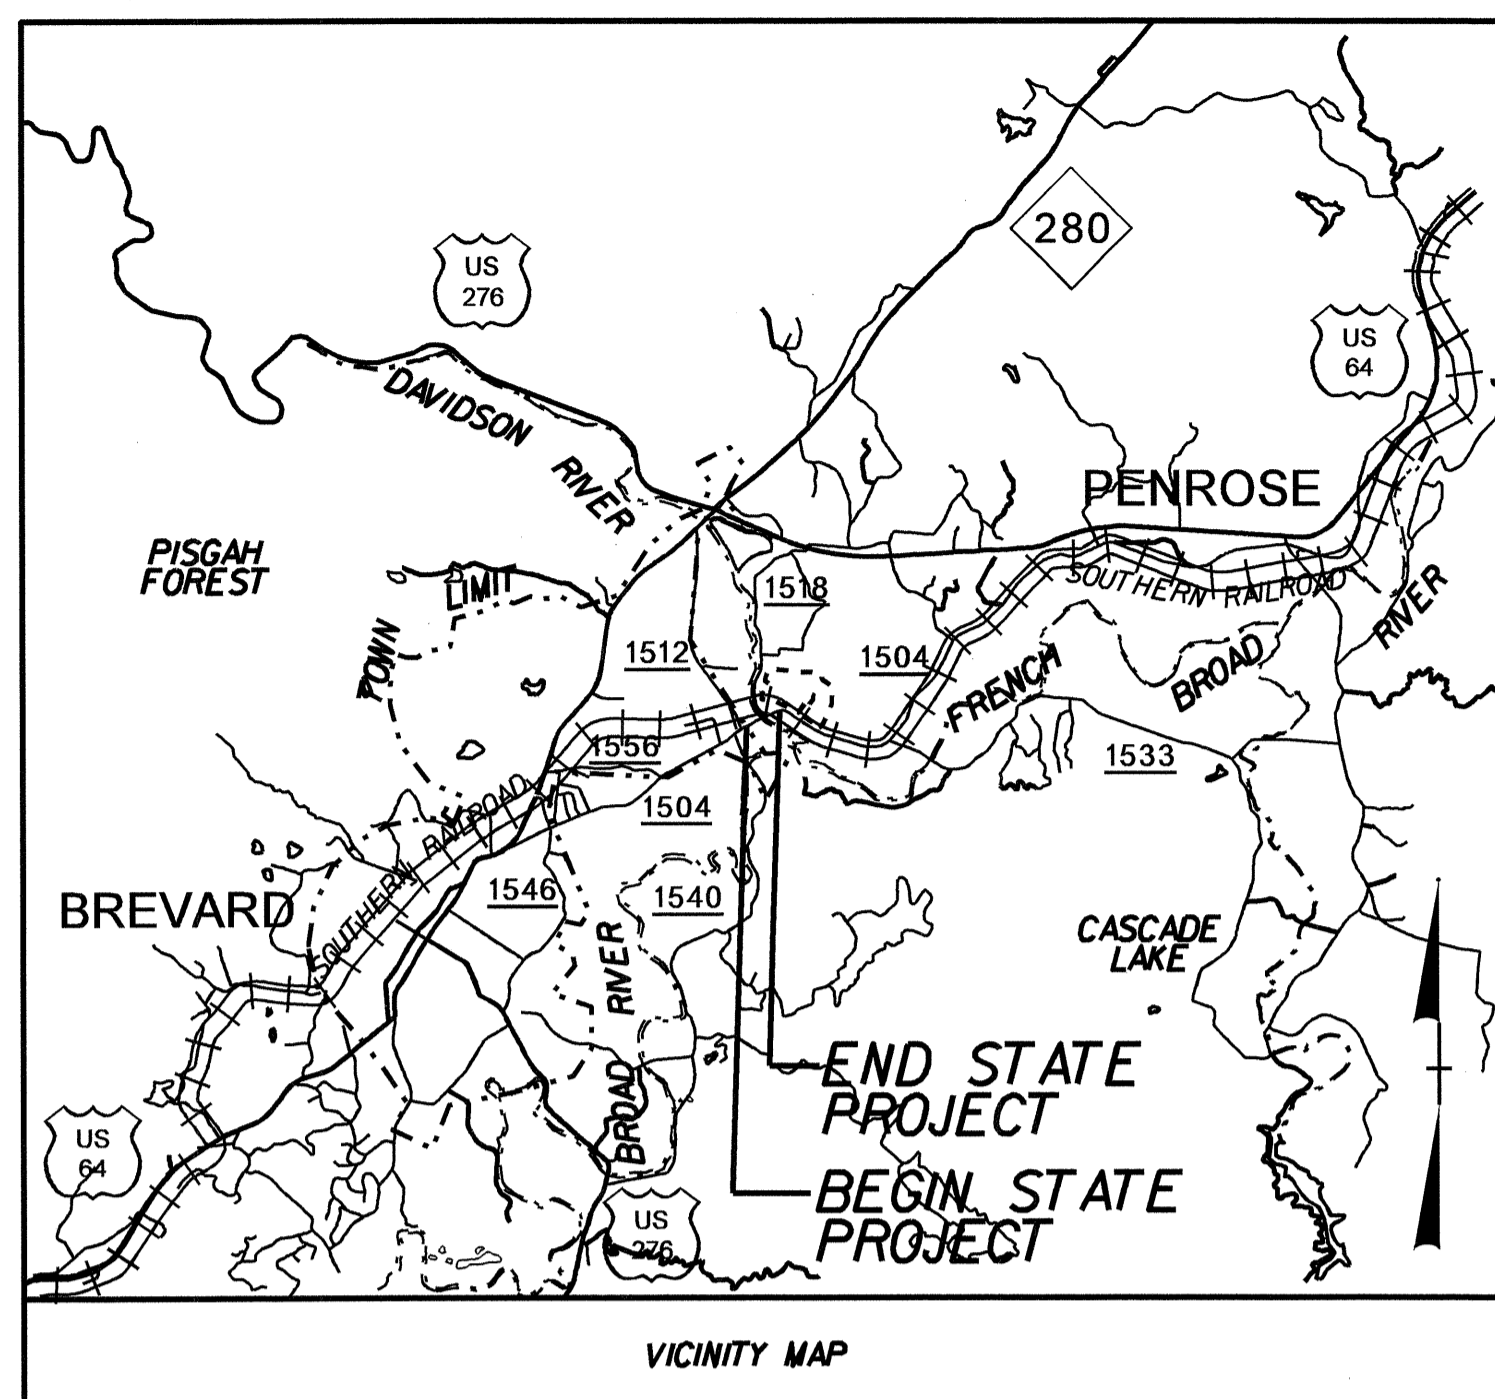 280
US
276
US
64
DAVIDSON RIVER
PENROSE
PISGAH
FOREST
TOWN LIMIT
SOUTHERN RAILROAD
1518
1512
1504
FRENCH BROAD RIVER
1556
1533
1504
SOUTHERN RAILROAD
1546
1540
BREVARD
CASCADE
LAKE
BROAD RIVER
END STATE
PROJECT
US
64
BEGIN STATE
PROJECT
US
276
VICINITY MAP